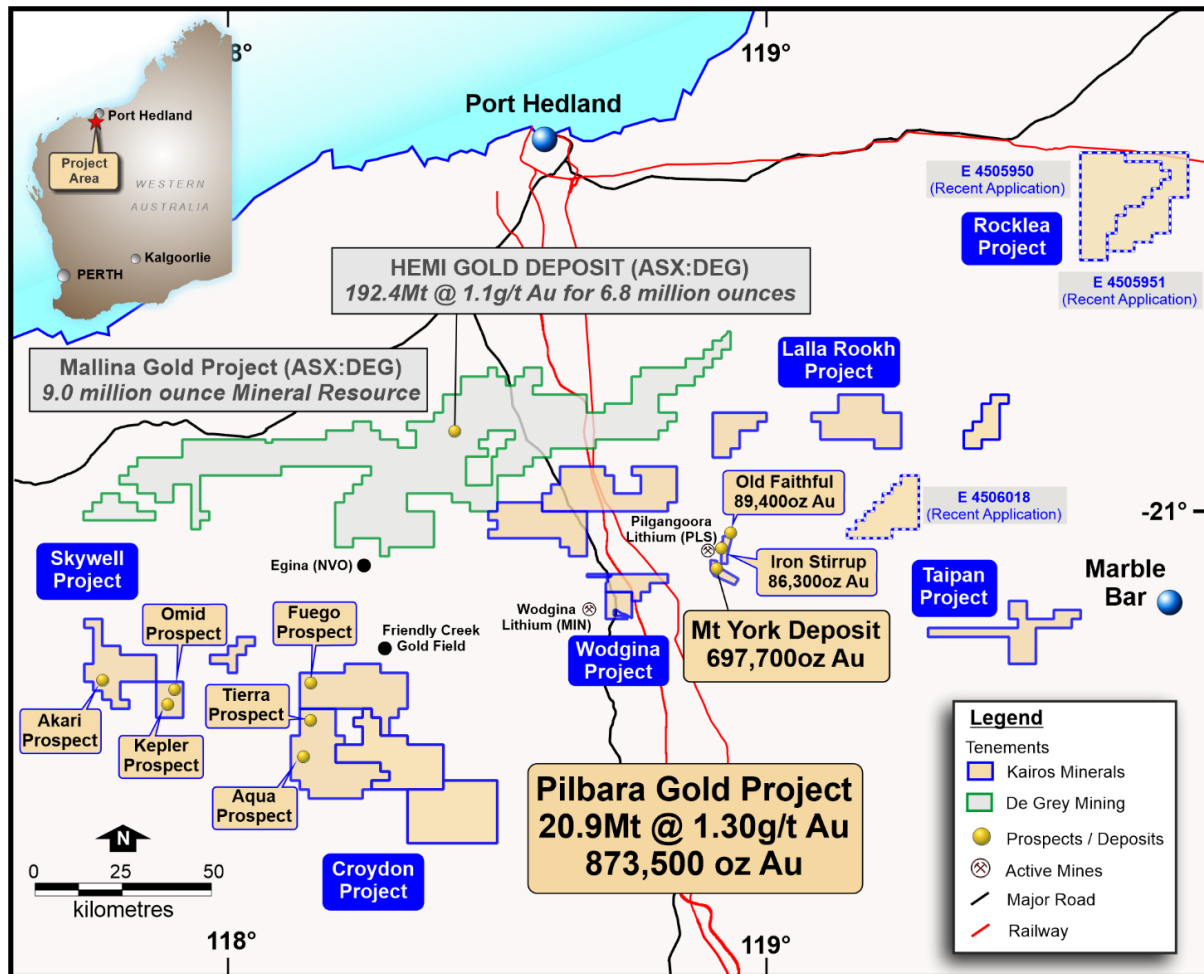 8°
119°
Port Hedland
Project
Area
WESTERN
AUSTRALIA
Kalgoorlie
PERTH
Port Hedland
E 4505950
(Recent Application)
Rocklea
Project
E 4505951
(Recent Application)
HEMI GOLD DEPOSIT (ASX:DEG)
192.4Mt @ 1.1g/t Au for 6.8 million ounces
Mallina Gold Project (ASX:DEG)
9.0 million ounce Mineral Resource
Lalla Rookh
Project
Old Faithful
89,400oz Au
E 4506018
(Recent Application)
-21°
Pilgangoora
Lithium (PLS)
Iron Stirrup
86,300oz Au
Skywell
Project
Egina (NVO)
Taipan
Project
Marble
Bar
Omid
Prospect
Fuego
Prospect
Friendly Creek
Gold Field
Wodgina
Lithium (MIN)
Wodgina
Project
Mt York Deposit
697,700oz Au
Akari
Prospect
Kepler
Prospect
Tierra
Prospect
Aqua
Prospect
Croydon
Project
Pilbara Gold Project
20.9Mt @ 1.30g/t Au
873,500 oz Au
N
0 25 50
kilometres
118°
119°
Legend
Tenements
Kairos Minerals
De Grey Mining
Prospects / Deposits
Active Mines
Major Road
Railway